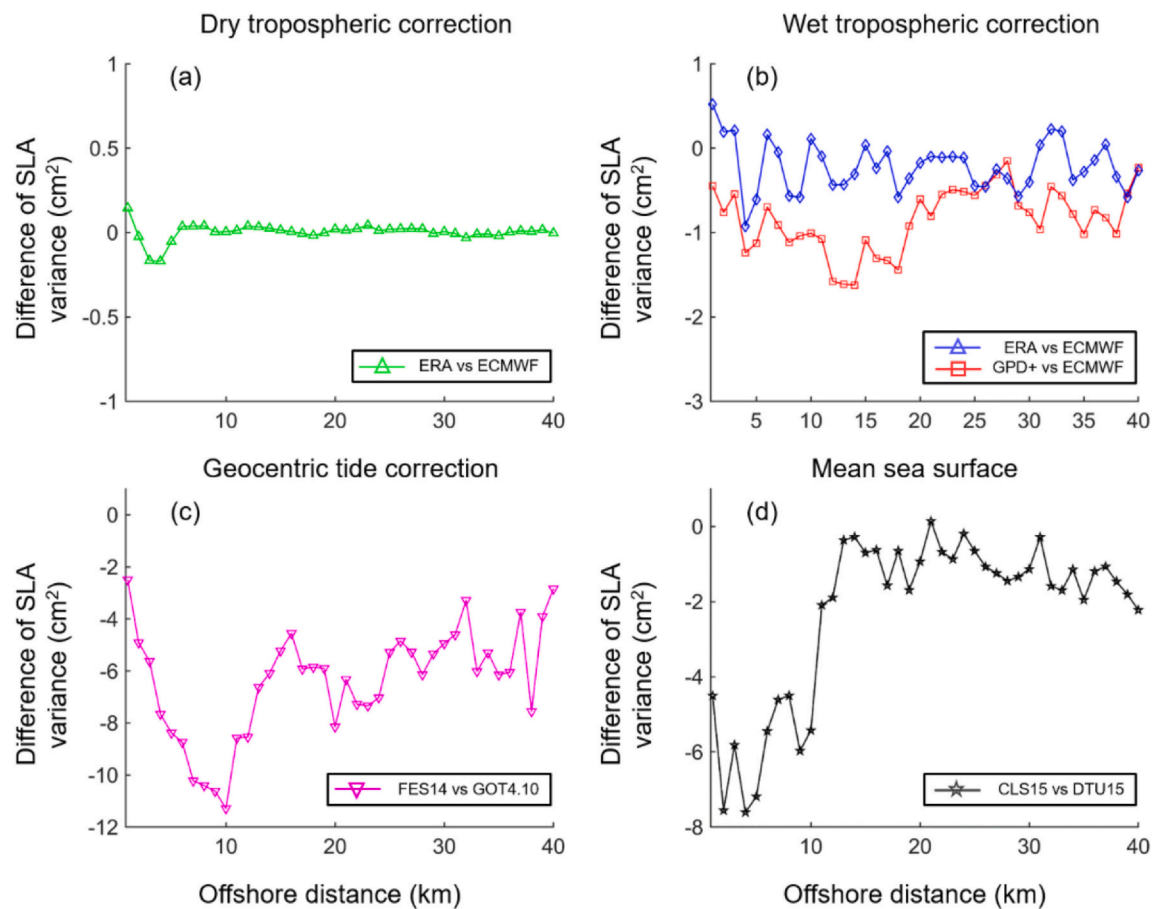 Dry tropospheric correction
(a)
Difference of SLA
variance (cm²)
1
0.5
0
-0.5
-1
10
20
30
40
ERA vs ECMWF
Wet tropospheric correction
(b)
Difference of SLA
variance (cm²)
1
0
-1
-2
-3
5
10
15
20
25
30
35
40
ERA vs ECMWF
GPD+ vs ECMWF
Geocentric tide correction
(c)
Difference of SLA
variance (cm²)
0
-2
-4
-6
-8
-10
-12
10
20
30
40
FES14 vs GOT4.10
Offshore distance (km)
Mean sea surface
(d)
Difference of SLA
variance (cm²)
0
-2
-4
-6
-8
10
20
30
40
CLS15 vs DTU15
Offshore distance (km)